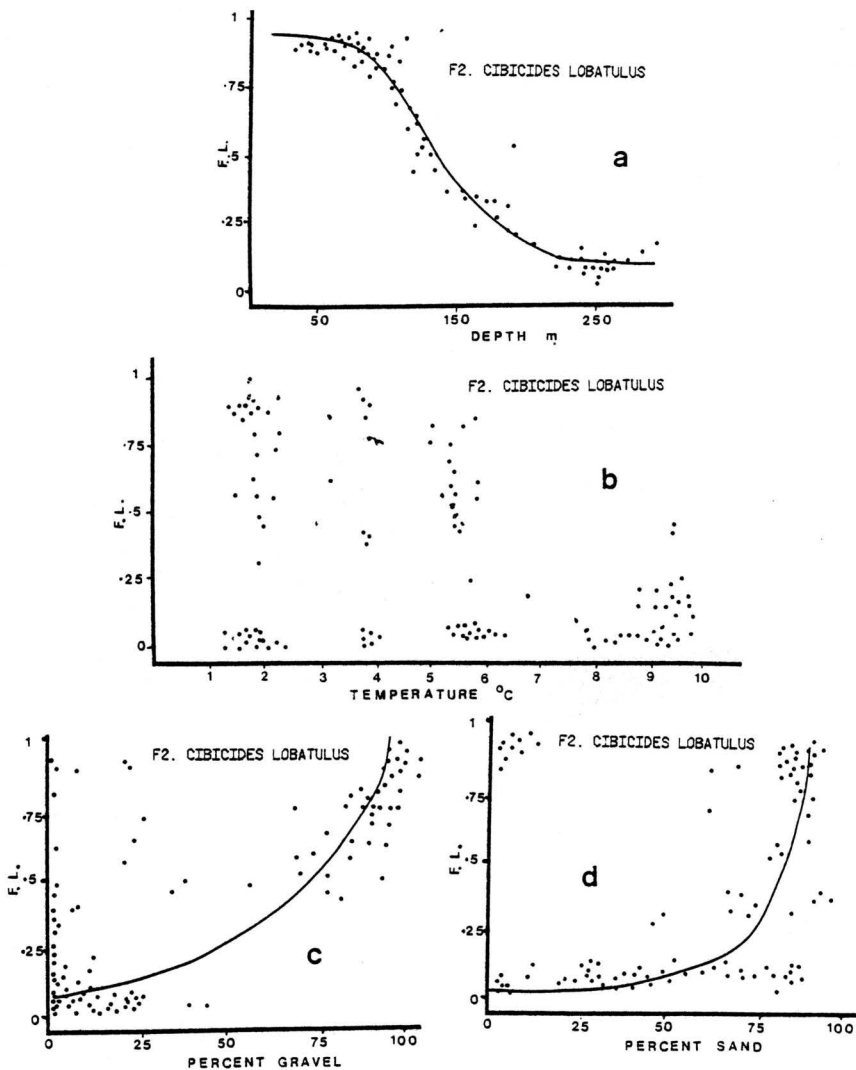 1
F2. CIBICIDES LOBATULUS
.75
a
F.L.
.5
.25
0
50 150 250
DEPTH m
F2. CIBICIDES LOBATULUS
1
.75
b
F.L.
.5
.25
0
1 2 3 4 5 6 7 8 9 10
TEMPERATURE °C
1
F2. CIBICIDES LOBATULUS
.75
F.L.
.5
.25
c
0
0 25 50 75 100
PERCENT GRAVEL
1
F2. CIBICIDES LOBATULUS
.75
F.L.
.5
d
.25
0
0 25 50 75 100
PERCENT SAND